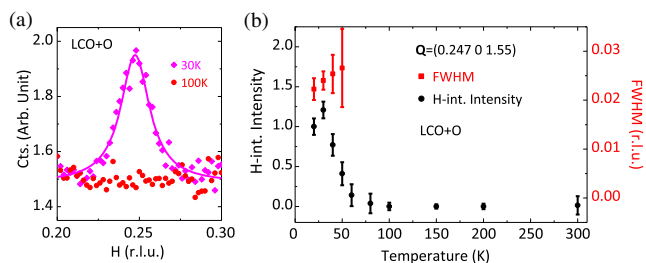 (a)
LCO+O
30K
100K
2.0
1.8
1.6
1.4
Cts. (Arb. Unit)
0.20
0.25
0.30
H (r.l.u.)
(b)
Q=(0.247 0 1.55)
FWHM
H-int. Intensity
LCO+O
2.0
1.5
1.0
0.5
0.0
H-int. Intensity
0.03
0.02
0.01
0.00
FWHM (r.l.u.)
0
50
100
150
200
250
300
Temperature (K)